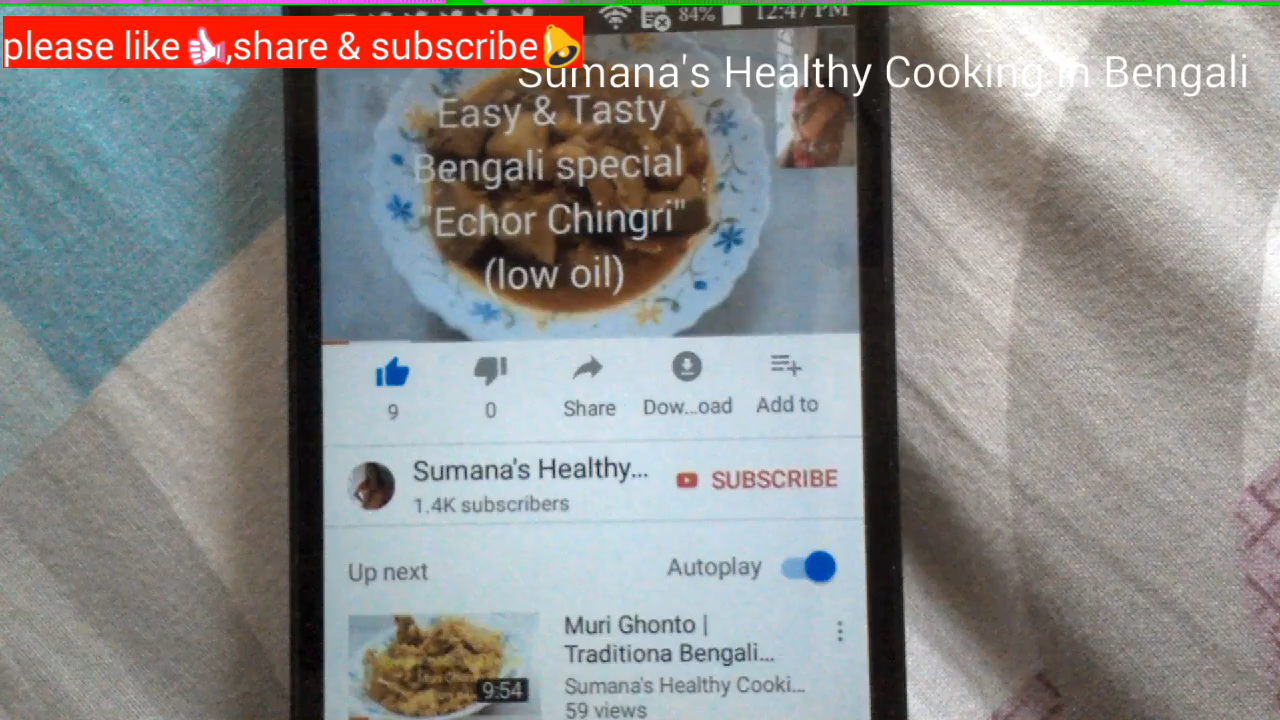 84% 12:47 PM
please like,share & subscribe
Sumana's Healthy Cooking in Bengali
Easy & Tasty
Bengali special
"Echor Chingri"
(low oil)
9
0
Share
Dow...oad
Add to
Sumana's Healthy...
SUBSCRIBE
1.4K subscribers
Up next
Autoplay
Muri Ghonto |
Traditiona Bengali...
9:54
Sumana's Healthy Cooki...
59 views